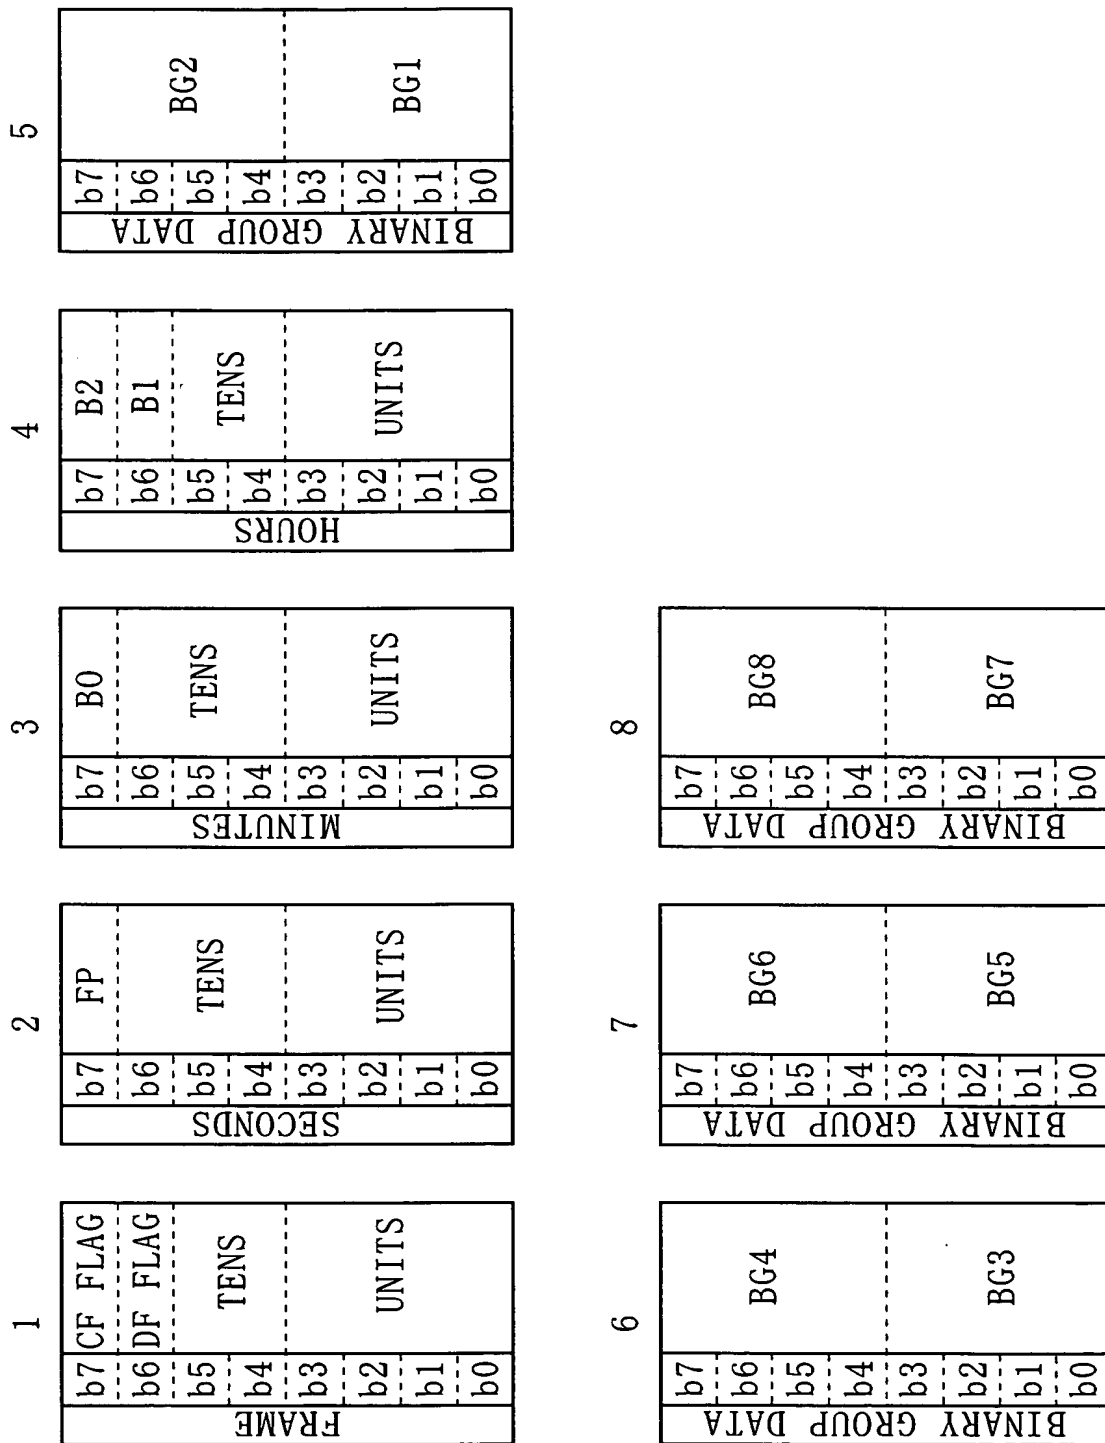 1
FRAME
b7 CF FLAG
b6 DF FLAG
b5
b4
TENS
b3
b2
b1
b0
UNITS
2
SECONDS
b7 FP
b6
b5
b4
TENS
b3
b2
b1
b0
UNITS
3
MINUTES
b7 B0
b6
b5
b4
TENS
b3
b2
b1
b0
UNITS
4
HOURS
b7 B2
b6 B1
b5
b4
TENS
b3
b2
b1
b0
UNITS
5
BINARY GROUP DATA
b7
b6
b5
b4
BG2
b3
b2
b1
b0
BG1
6
BINARY GROUP DATA
b7
b6
b5
b4
BG4
b3
b2
b1
b0
BG3
7
BINARY GROUP DATA
b7
b6
b5
b4
BG6
b3
b2
b1
b0
BG5
8
BINARY GROUP DATA
b7
b6
b5
b4
BG8
b3
b2
b1
b0
BG7